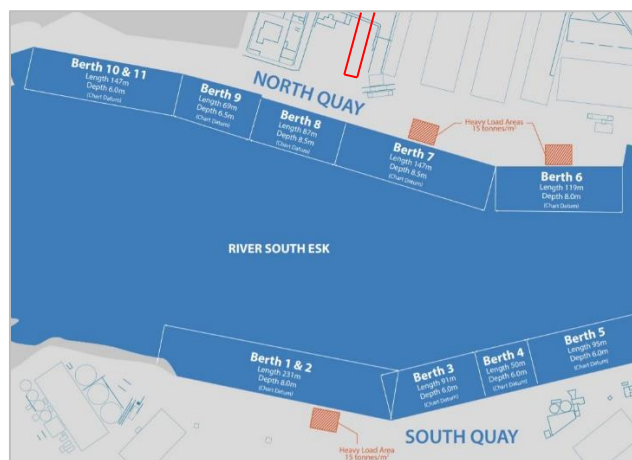 NORTH QUAY
Berth 10 & 11
Length 147m
Depth 6.0m
(Chart Datum)
Berth 9
Length 69m
Depth 6.5m
(Chart Datum)
Berth 8
Length 87m
Depth 8.5m
(Chart Datum)
Berth 7
Length 147m
Depth 8.5m
(Chart Datum)
Heavy Load Areas
15 tonnes/m²
Berth 6
Length 119m
Depth 8.0m
(Chart Datum)
RIVER SOUTH ESK
Berth 1 & 2
Length 231m
Depth 8.0m
(Chart Datum)
Berth 3
Length 91m
Depth 6.0m
(Chart Datum)
Berth 4
Length 50m
Depth 6.0m
(Chart Datum)
Berth 5
Length 95m
Depth 6.0m
(Chart Datum)
Heavy Load Area
15 tonnes/m²
SOUTH QUAY